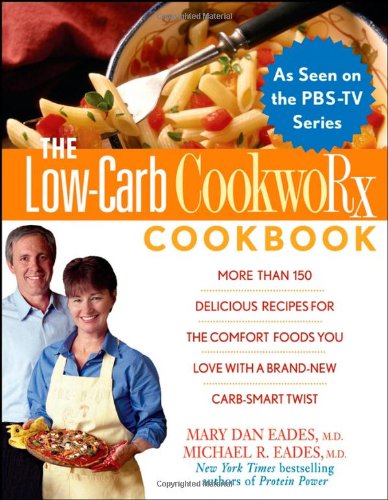 As Seen on
the PBS-TV
Series
THE
LOW-CARB COOKWORx
COOKBOOK
MORE THAN 150
DELICIOUS RECIPES FOR
THE COMFORT FOODS YOU
LOVE WITH A BRAND-NEW
CARB-SMART TWIST
MARY DAN EADES, M.D.
MICHAEL R. EADES, M.D.
New York Times bestselling
authors of Protein Power
Copyrighted Material